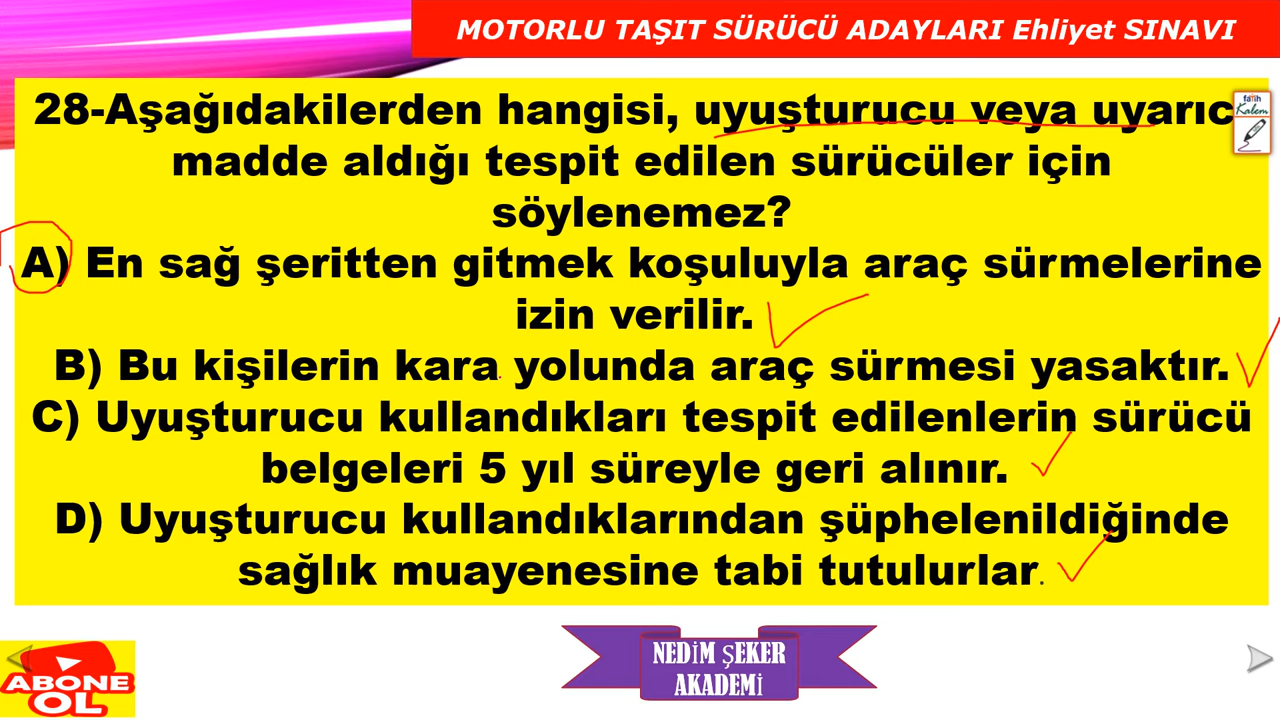 MOTORLU TAŞIT SÜRÜCÜ ADAYLARI Ehliyet SINAVI
28-Aşağıdakilerden hangisi, uyuşturucu veya uyarıc
madde aldığı tespit edilen sürücüler için
söylenemez?
A) En sağ şeritten gitmek koşuluyla araç sürmelerine
izin verilir.
B) Bu kişilerin kara yolunda araç sürmesi yasaktır.
C) Uyuşturucu kullandıkları tespit edilenlerin sürücü
belgeleri 5 yıl süreyle geri alınır.
D) Uyuşturucu kullandıklarından şüphelenildiğinde
sağlık muayenesine tabi tutulurlar.
fatih
Kalem
ABONE
OL
NEDİM ŞEKER
AKADEMİ